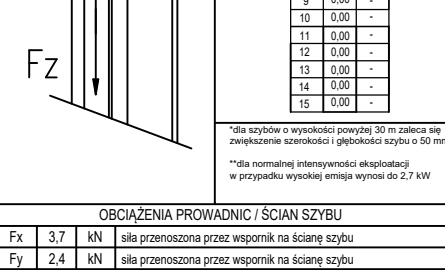 Fz
9 0,00 -
10 0,00 -
11 0,00 -
12 0,00 -
13 0,00 -
14 0,00 -
15 0,00 -
*dla szybów o wysokości powyżej 30 m zaleca się
zwiększenie szerokości i głębokości szybu o 50 mm
**dla normalnej intensywności eksploatacji
w przypadku wysokiej emisja wynosi do 2,7 kW
OBCIĄŻENIA PROWADNIC / ŚCIAN SZYBU
Fx 3,7 kN siła przenoszona przez wspornik na ścianę szybu
Fy 2,4 kN siła przenoszona przez wspornik na ścianę szybu